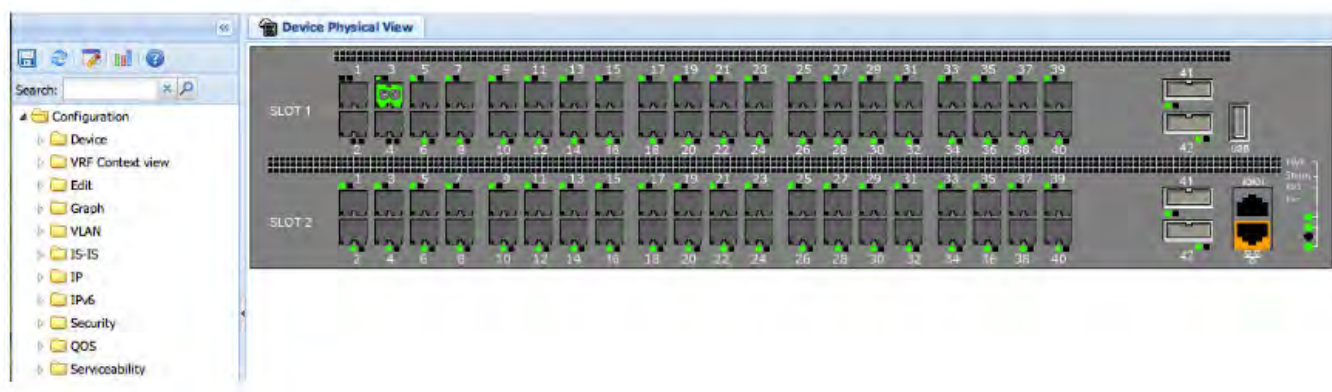 Device Physical View
Search:
Configuration
Device
VRF Context view
Edit
Graph
VLAN
IS-IS
IP
IPv6
Security
QOS
Serviceability
1 3 5 7 9 11 13 15 17 19 21 23 25 27 29 31 33 35 37 39 41
SLOT 1
2 4 6 8 10 12 14 16 18 20 22 24 26 28 30 32 34 36 38 40 42
USB
1 3 5 7 9 11 13 15 17 19 21 23 25 27 29 31 33 35 37 39 41
SLOT 2
2 4 6 8 10 12 14 16 18 20 22 24 26 28 30 32 34 36 38 40 42